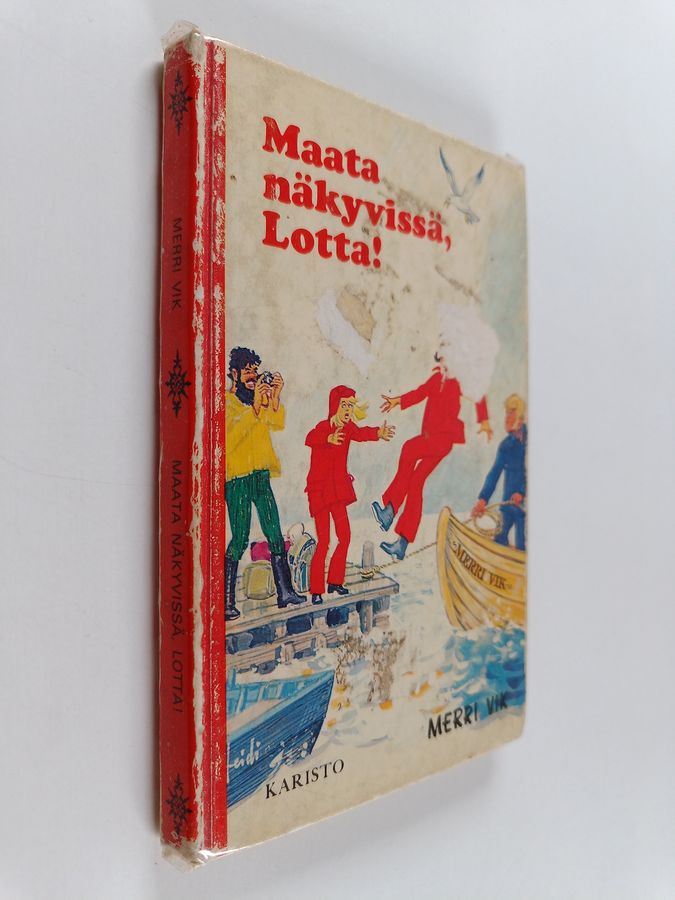 MERRI VIK
MAATA NÄKYVISSÄ, LOTTA!
Maata
näkyvissä,
Lotta!
MERRI VIK
MERRI VIK
KARISTO